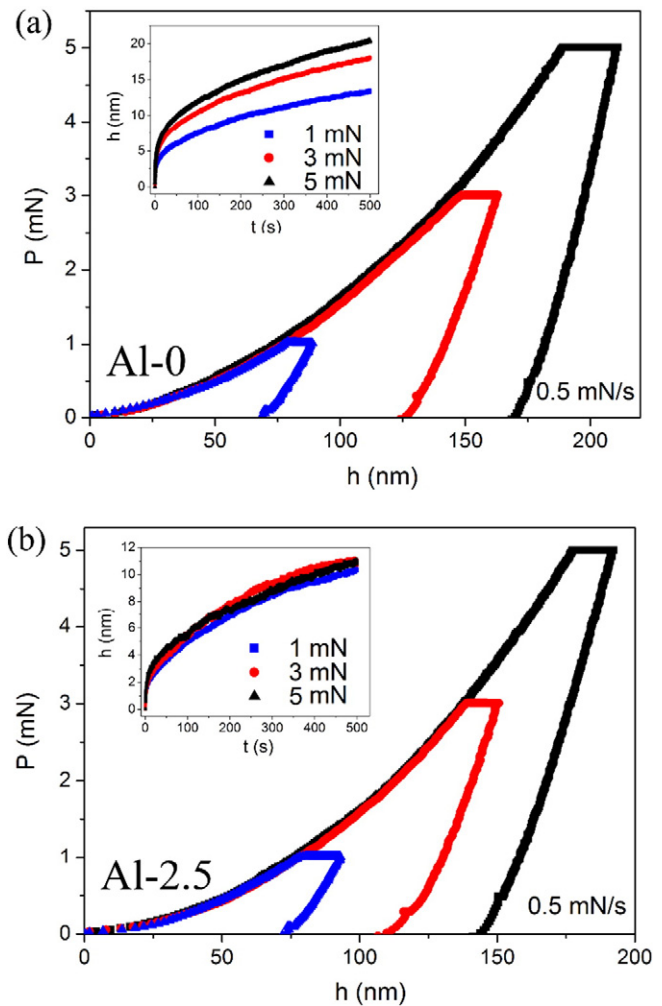 (a)
20
15
10
5
0
h (nm)
1 mN
3 mN
5 mN
0 100 200 300 400 500
t (s)
5
4
3
2
1
0
P (mN)
Al-0
0.5 mN/s
0 50 100 150 200
h (nm)
(b)
12
10
8
6
4
2
0
h (nm)
1 mN
3 mN
5 mN
0 100 200 300 400 500
t (s)
5
4
3
2
1
0
P (mN)
Al-2.5
0.5 mN/s
0 50 100 150 200
h (nm)